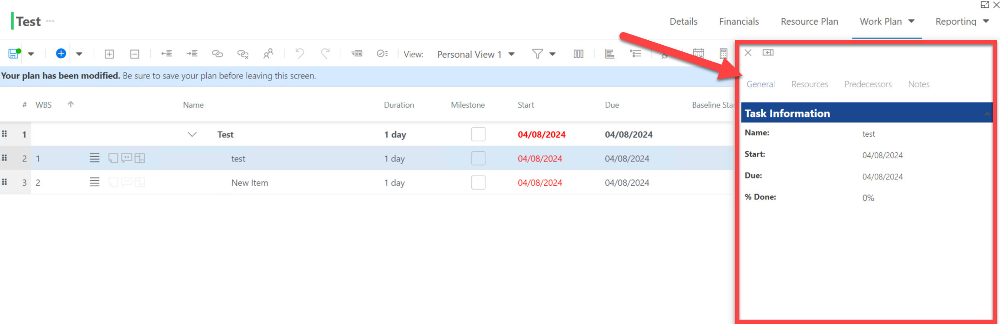 Test
Details Financials Resource Plan Work Plan Reporting
View: Personal View 1
Your plan has been modified. Be sure to save your plan before leaving this screen.
General Resources Predecessors Notes
# WBS Name Duration Milestone Start Due Baseline Sta
1 Test 1 day 04/08/2024 04/08/2024
2 1 test 1 day 04/08/2024 04/08/2024
3 2 New Item 1 day 04/08/2024 04/08/2024
Task Information
Name: test
Start: 04/08/2024
Due: 04/08/2024
% Done: 0%